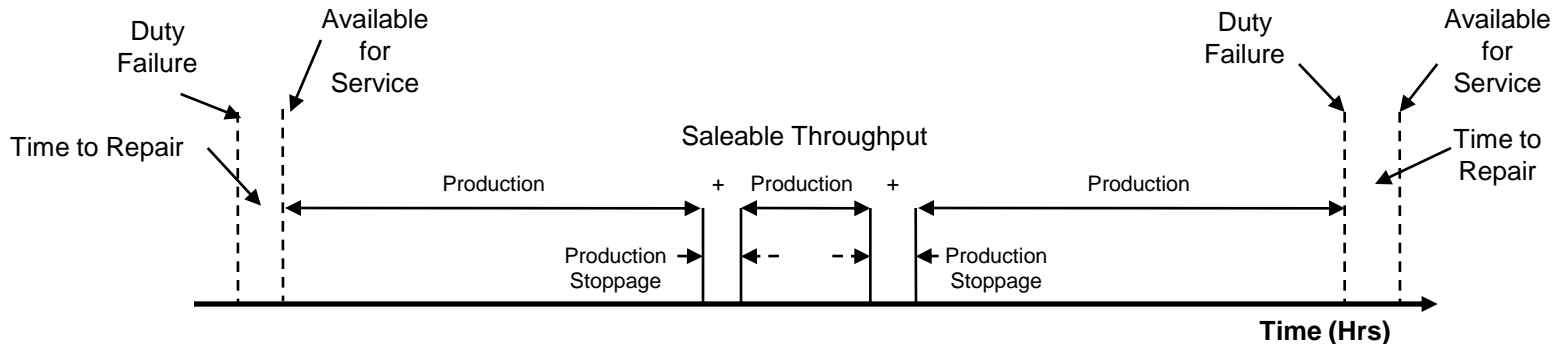 Duty
Failure
Available
for
Service
Time to Repair
Saleable Throughput
Production
+
Production
+
Production
Production
Stoppage
Production
Stoppage
Duty
Failure
Available
for
Service
Time to
Repair
Time (Hrs)